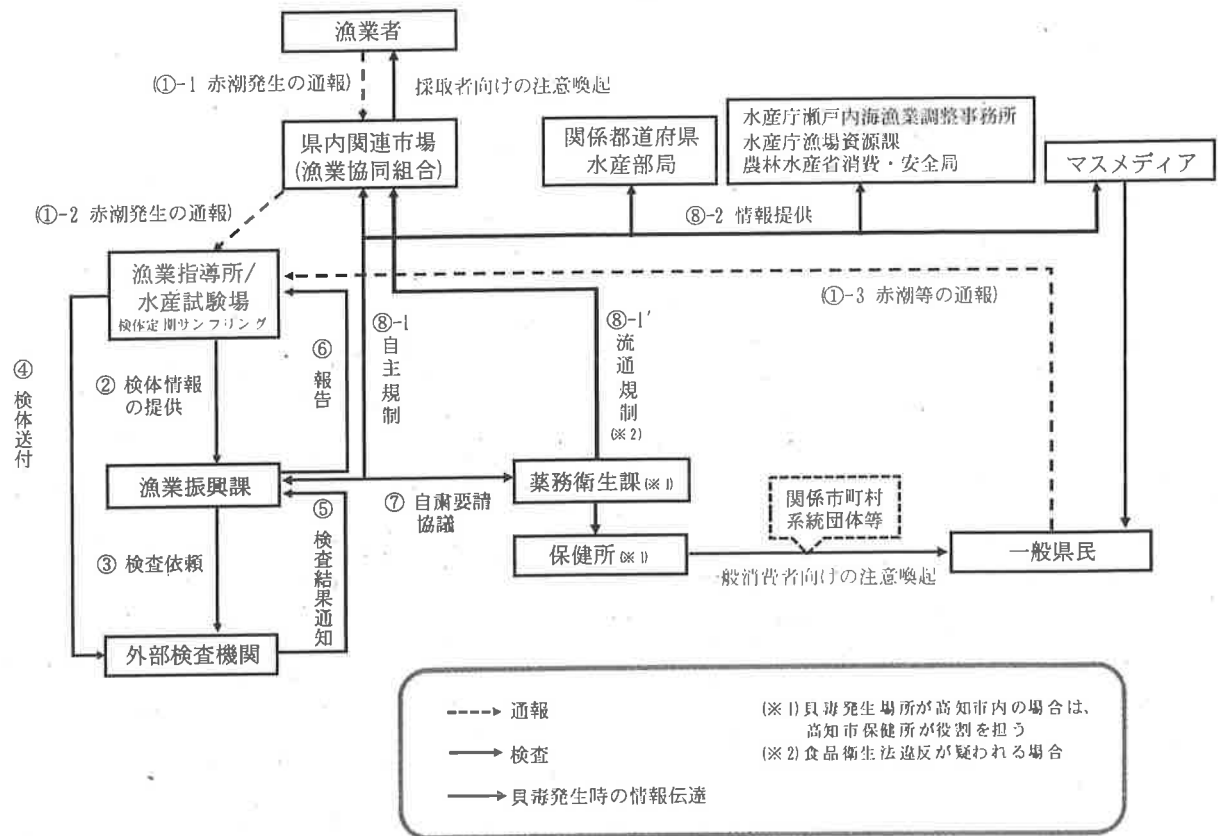 漁業者
(①-1 赤潮発生の通報)
採取者向けの注意喚起
県内関連市場
(漁業協同組合)
関係都道府県
水産部局
水産庁瀬戸内海漁業調整事務所
水産庁漁場資源課
農林水産省消費・安全局
マスメディア
(①-2 赤潮発生の通報)
⑧-2 情報提供
漁業指導所/
水産試験場
検体定期サンプリング
(①-3 赤潮等の通報)
④ 検体送付
② 検体情報
の提供
⑥ 報告
⑧-1 自主規制
⑧-1′ 流通規制 (※2)
漁業振興課
⑦ 自粛要請
協議
薬務衛生課(※1)
関係市町村
系統団体等
③ 検査依頼
⑤ 検査結果通知
保健所(※1)
一般消費者向けの注意喚起
一般県民
外部検査機関
通報
検査
貝毒発生時の情報伝達
(※1)貝毒発生場所が高知市内の場合は、
高知市保健所が役割を担う
(※2)食品衛生法違反が疑われる場合